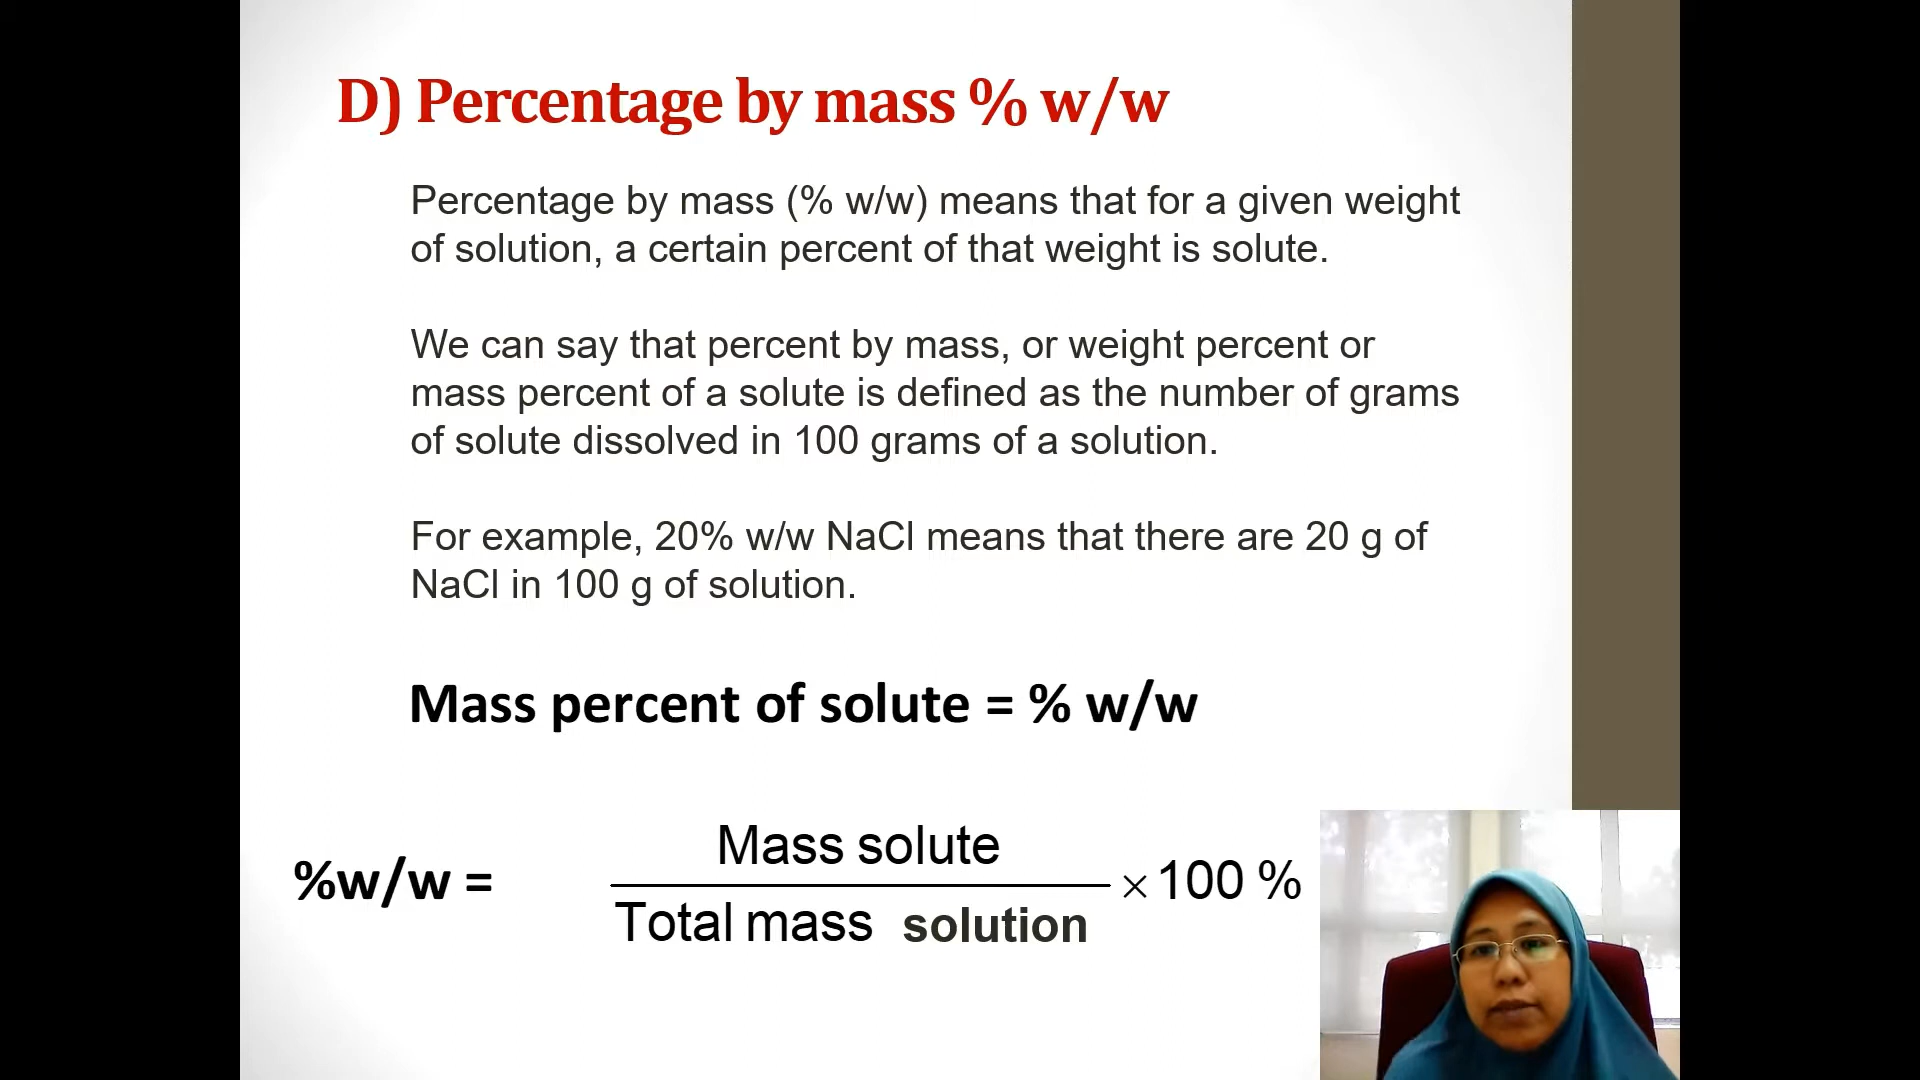 D) Percentage by mass % w/w
Percentage by mass (% w/w) means that for a given weight
of solution, a certain percent of that weight is solute.
We can say that percent by mass, or weight percent or
mass percent of a solute is defined as the number of grams
of solute dissolved in 100 grams of a solution.
For example, 20% w/w NaCl means that there are 20 g of
NaCl in 100 g of solution.
Mass percent of solute = % w/w
Mass solute
%w/w = × 100 %
Total mass solution